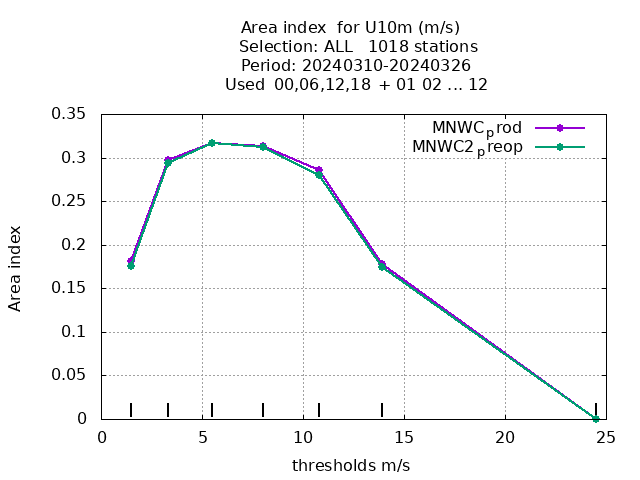 Area index  for U10m (m/s)
Selection: ALL   1018 stations
Period: 20240310-20240326
Used  00,06,12,18  + 01 02 ... 12
MNWCprod
MNWC2preop
0.35
0.3
0.25
0.2
0.15
0.1
0.05
0
Area index
0 5 10 15 20 25
thresholds m/s